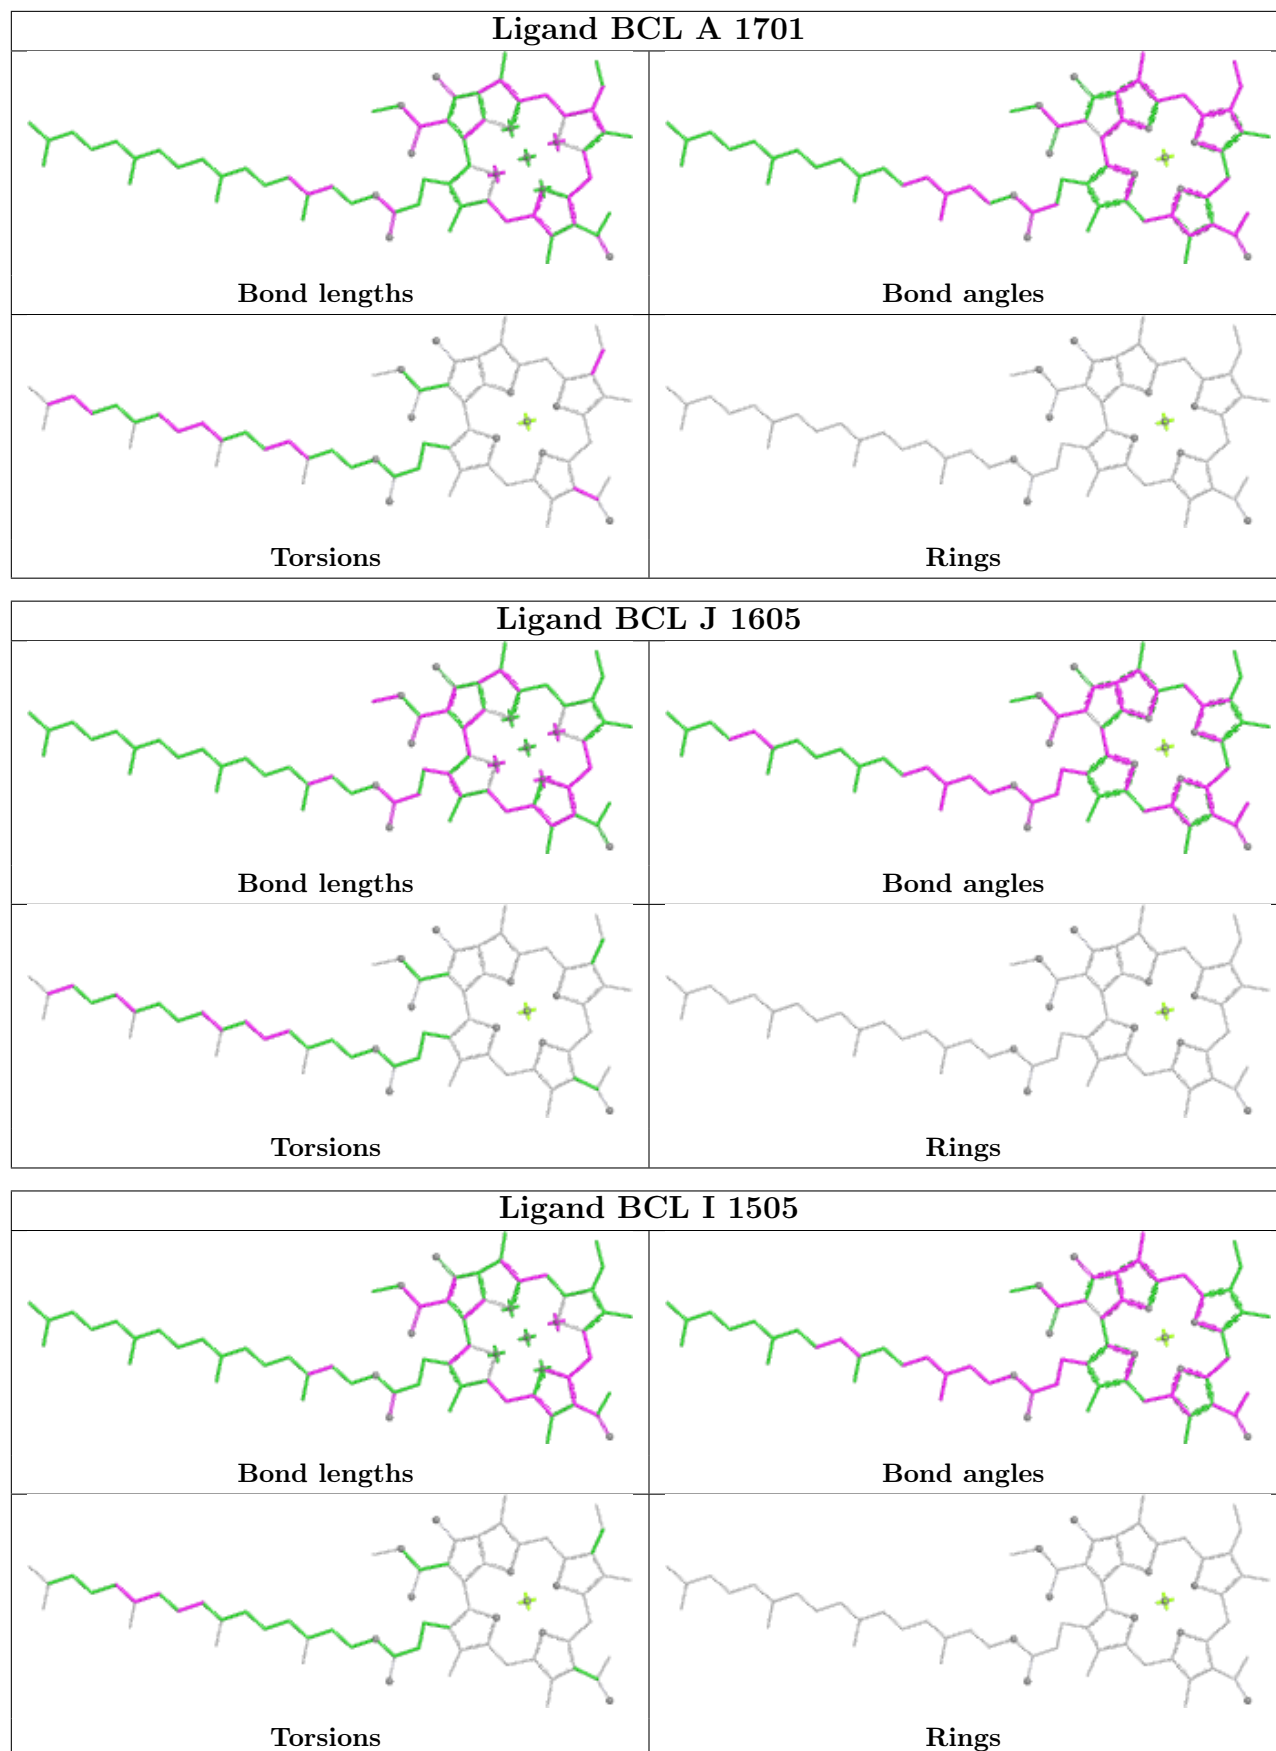 Ligand BCL A 1701
Bond lengths
Bond angles
Torsions
Rings
Ligand BCL J 1605
Bond lengths
Bond angles
Torsions
Rings
Ligand BCL I 1505
Bond lengths
Bond angles
Torsions
Rings